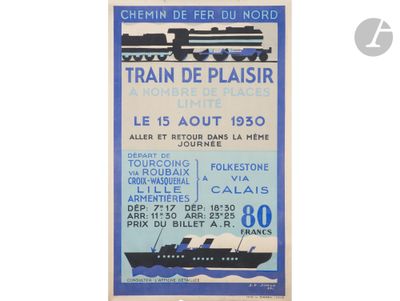 CHEMIN DE FER DU NORD
TRAIN DE PLAISIR
A NOMBRE DE PLACES
LIMITÉ
LE 15 AOUT 1930
ALLER ET RETOUR DANS LA MÊME
JOURNÉE
DÉPART DE
TOURCOING
VIA ROUBAIX
CROIX-WASQUEHAL
LILLE
ARMENTIÈRES
A
FOLKESTONE
VIA
CALAIS
DÉP: 7h17 DÉP: 18h30
ARR: 11h30 ARR: 23h25
PRIX DU BILLET A.R.
80
FRANCS
CONSULTER L'AFFICHE DÉTAILLÉE